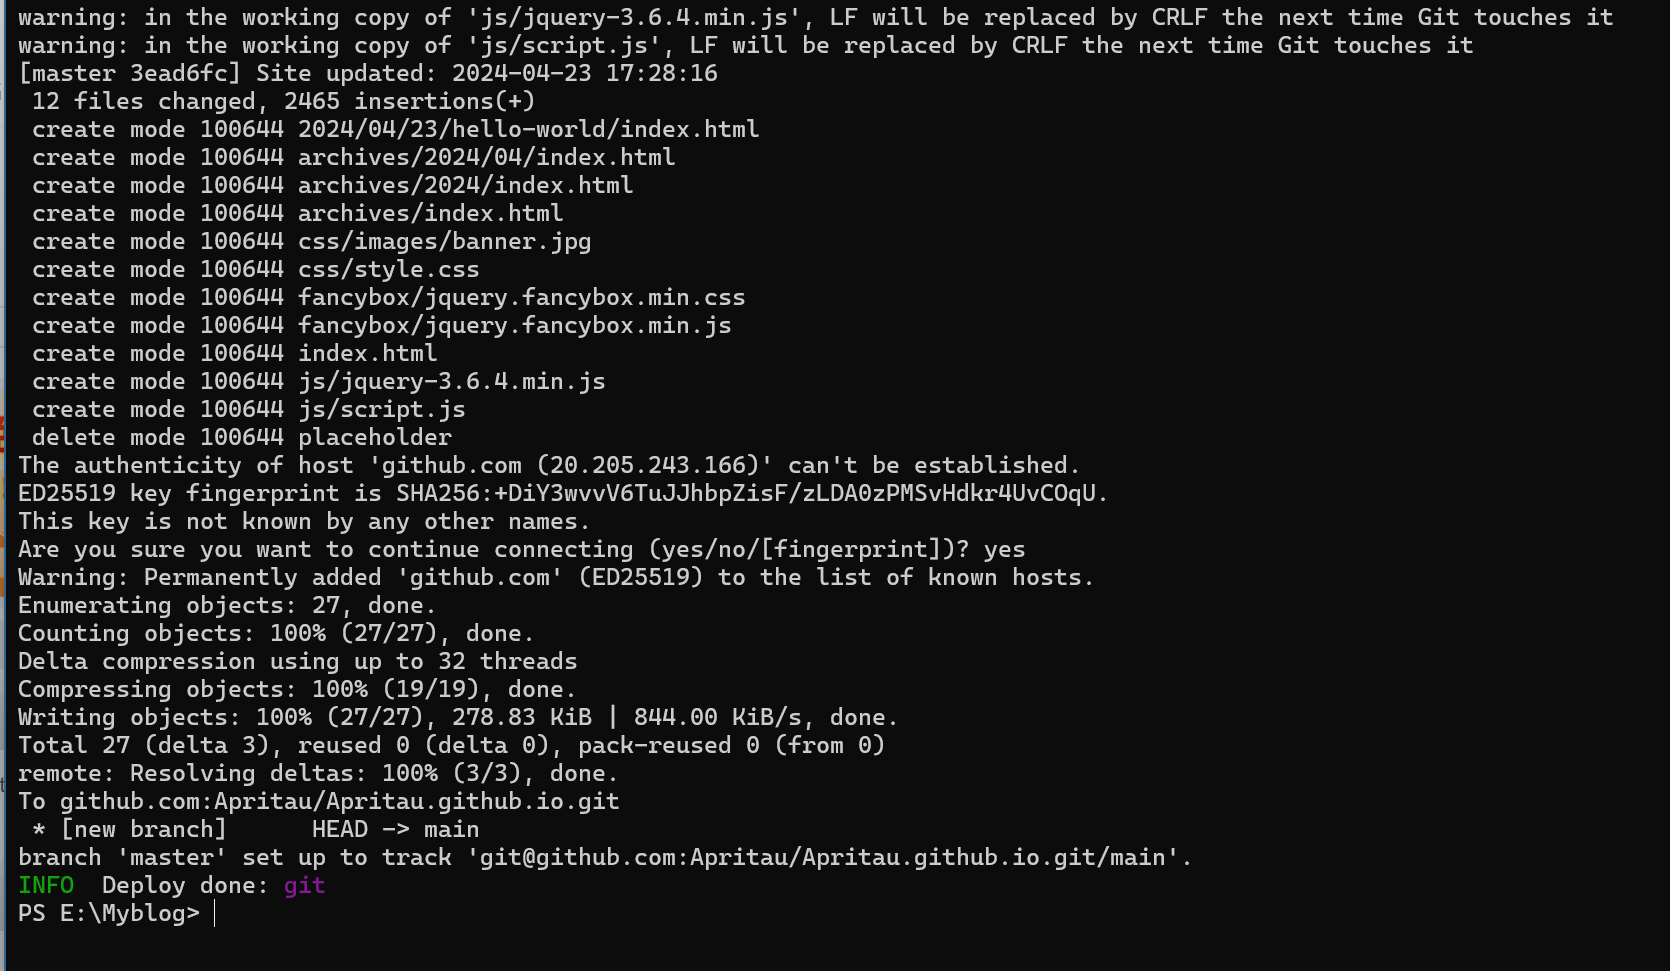 warning: in the working copy of 'js/jquery-3.6.4.min.js', LF will be replaced by CRLF the next time Git touches it
warning: in the working copy of 'js/script.js', LF will be replaced by CRLF the next time Git touches it
[master 3ead6fc] Site updated: 2024-04-23 17:28:16
 12 files changed, 2465 insertions(+)
 create mode 100644 2024/04/23/hello-world/index.html
 create mode 100644 archives/2024/04/index.html
 create mode 100644 archives/2024/index.html
 create mode 100644 archives/index.html
 create mode 100644 css/images/banner.jpg
 create mode 100644 css/style.css
 create mode 100644 fancybox/jquery.fancybox.min.css
 create mode 100644 fancybox/jquery.fancybox.min.js
 create mode 100644 index.html
 create mode 100644 js/jquery-3.6.4.min.js
 create mode 100644 js/script.js
 delete mode 100644 placeholder
The authenticity of host 'github.com (20.205.243.166)' can't be established.
ED25519 key fingerprint is SHA256:+DiY3wvvV6TuJJhbpZisF/zLDA0zPMSvHdkr4UvCOqU.
This key is not known by any other names.
Are you sure you want to continue connecting (yes/no/[fingerprint])? yes
Warning: Permanently added 'github.com' (ED25519) to the list of known hosts.
Enumerating objects: 27, done.
Counting objects: 100% (27/27), done.
Delta compression using up to 32 threads
Compressing objects: 100% (19/19), done.
Writing objects: 100% (27/27), 278.83 KiB | 844.00 KiB/s, done.
Total 27 (delta 3), reused 0 (delta 0), pack-reused 0 (from 0)
remote: Resolving deltas: 100% (3/3), done.
To github.com:Apritau/Apritau.github.io.git
 * [new branch]      HEAD -> main
branch 'master' set up to track 'git@github.com:Apritau/Apritau.github.io.git/main'.
INFO  Deploy done: git
PS E:\Myblog>